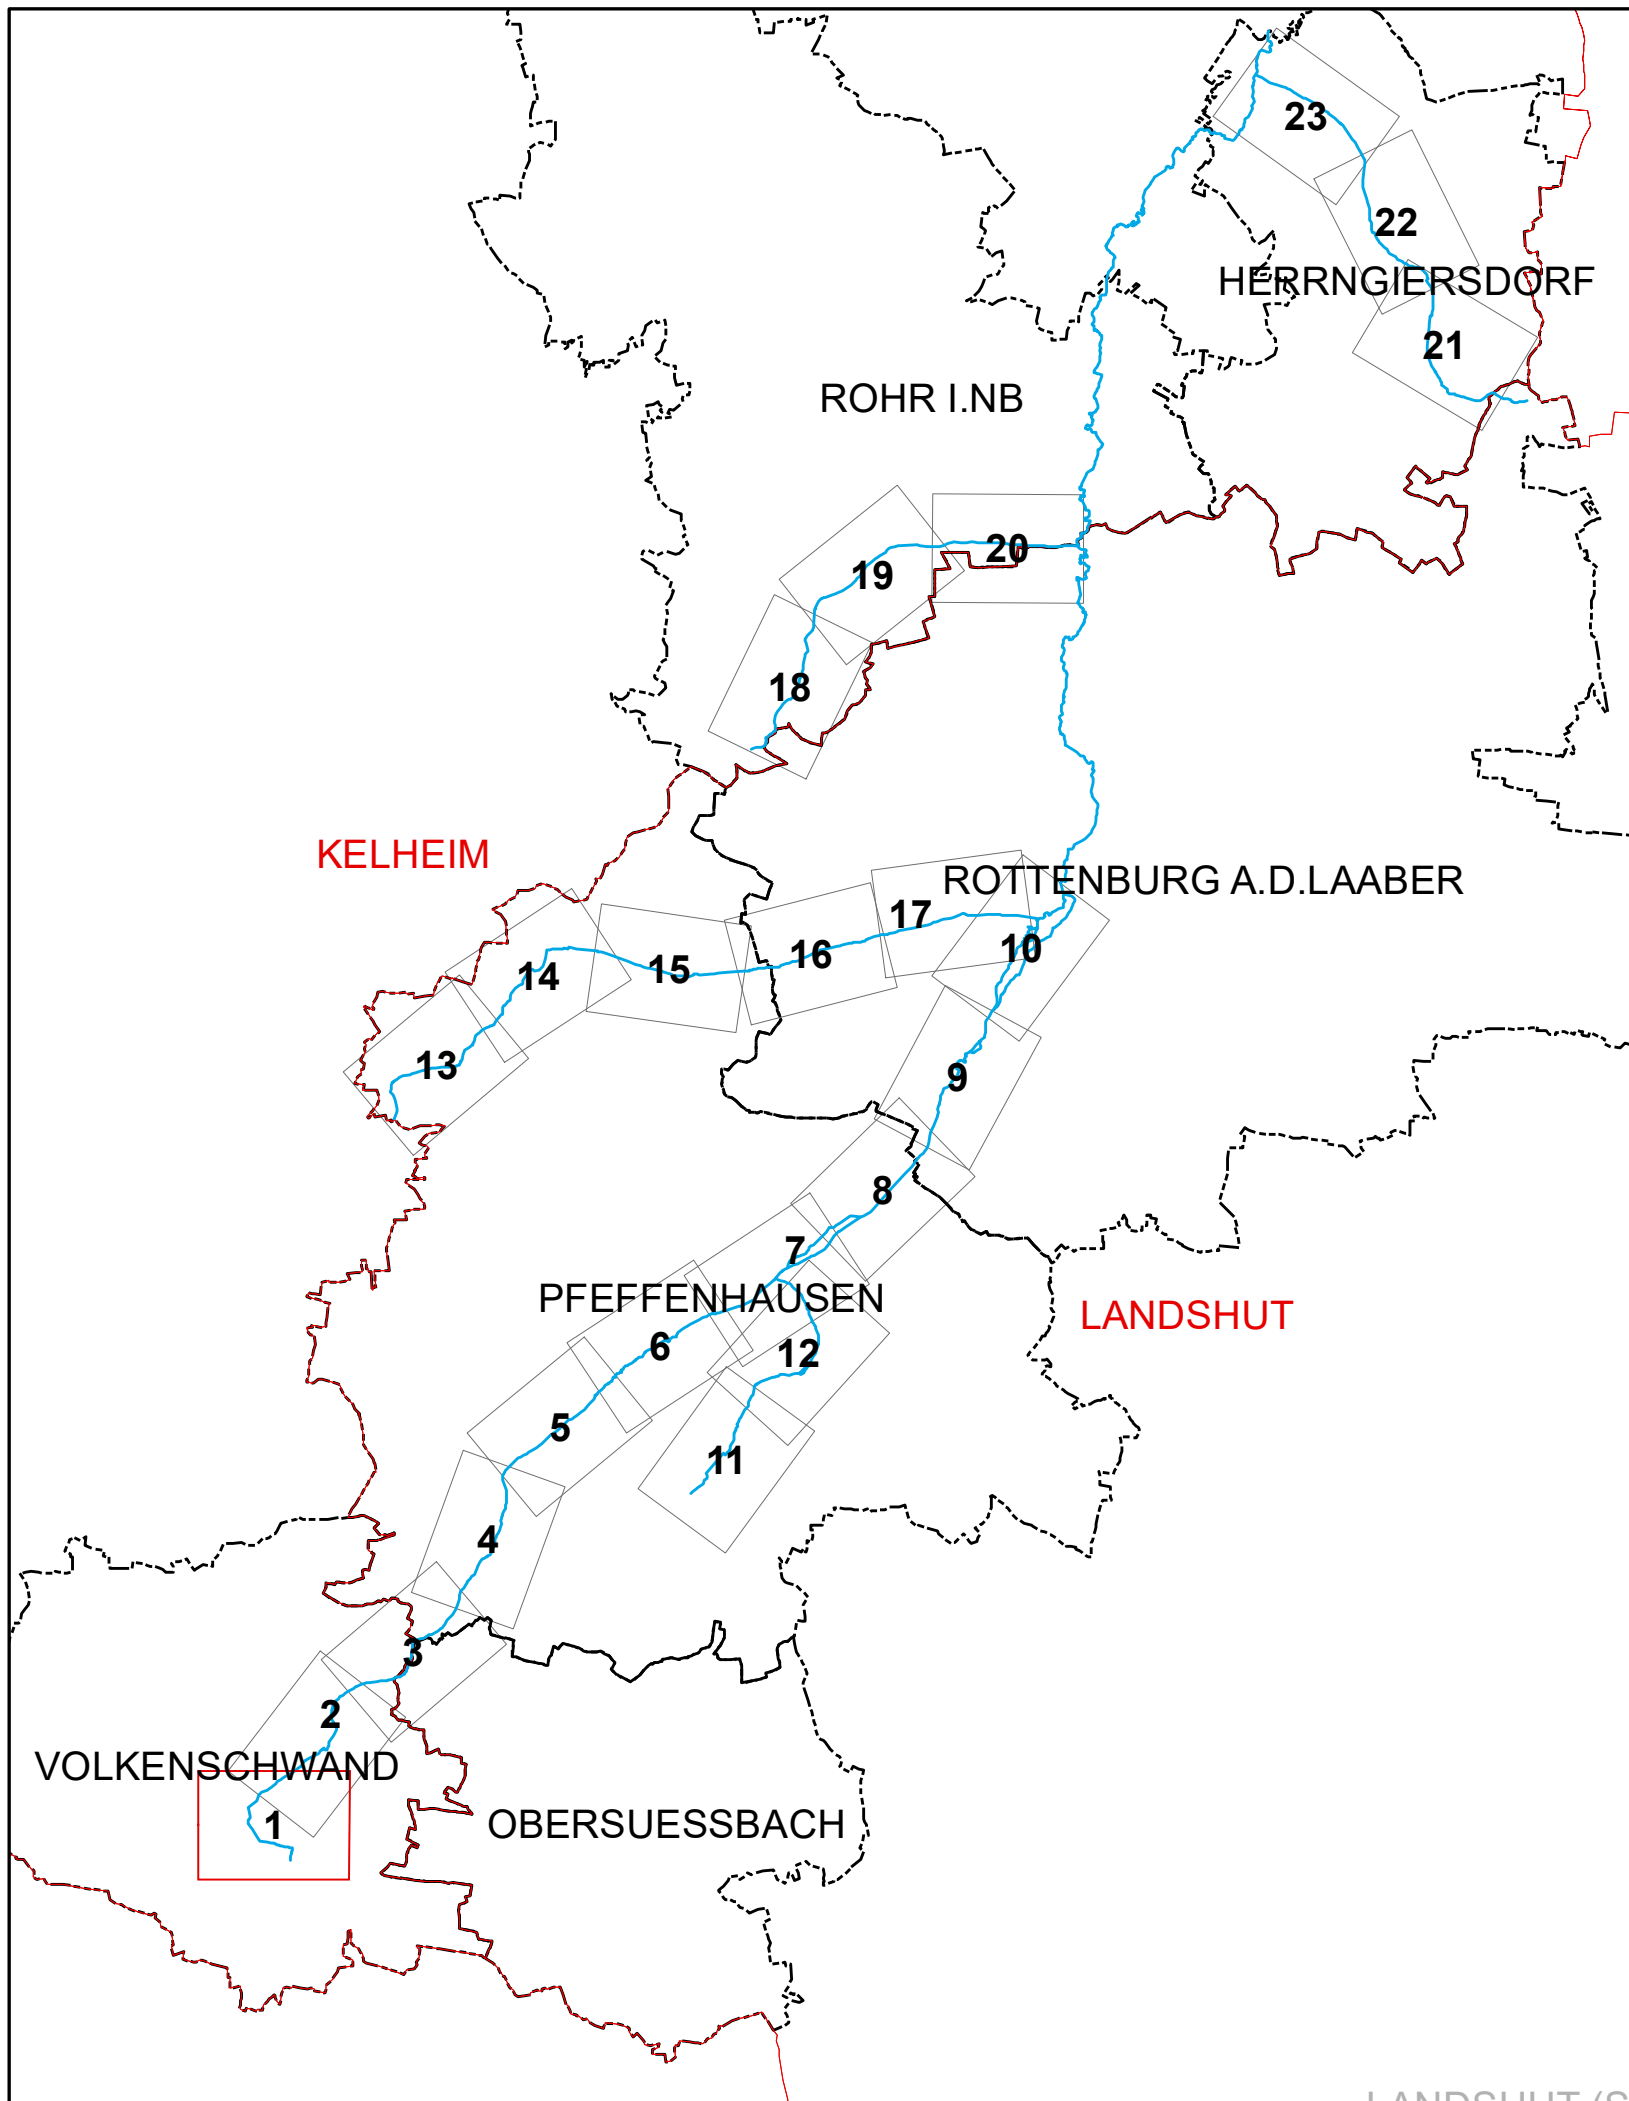 23
22
HERRNGIERSDORF
21
ROHR I.NB
20
19
18
KELHEIM
ROTTENBURG A.D.LAABER
17
10
16
15
14
13
9
8
7
PFEFFENHAUSEN
LANDSHUT
6
12
5
11
4
3
2
VOLKENSCHWAND
1
OBERSUESSBACH
LANDSHUT (S